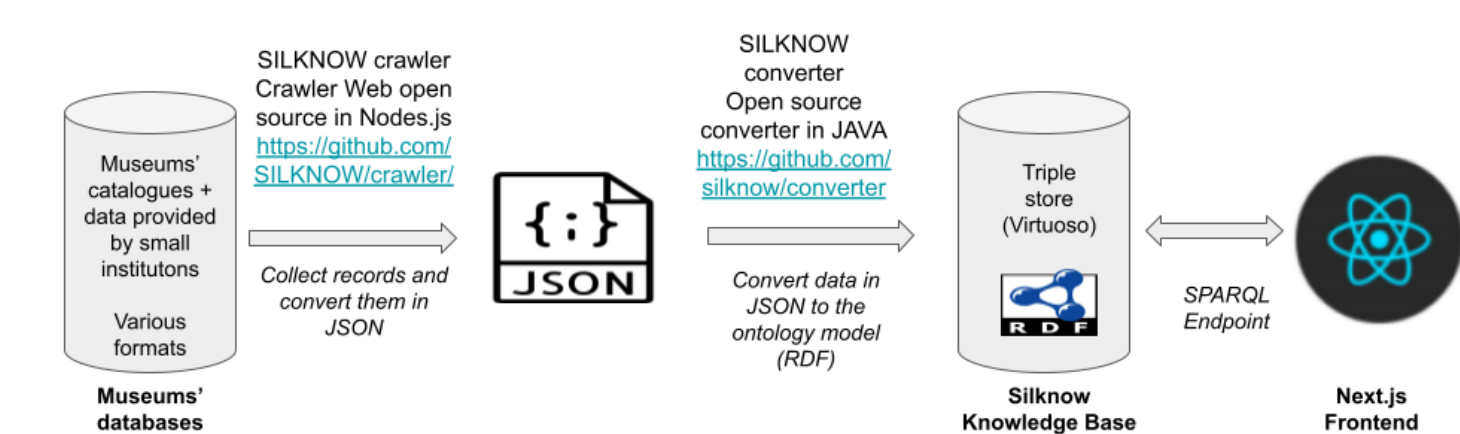 Museums'
catalogues +
data provided
by small
institutons
Various
formats
Museums'
databases
SILKNOW crawler
Crawler Web open
source in Nodes.js
https://github.com/
SILKNOW/crawler/
Collect records and
convert them in
JSON
{;}
JSON
SILKNOW
converter
Open source
converter in JAVA
https://github.com/
silknow/converter
Convert data in
JSON to the
ontology model
(RDF)
Triple
store
(Virtuoso)
RDF
Silknow
Knowledge Base
SPARQL
Endpoint
Next.js
Frontend